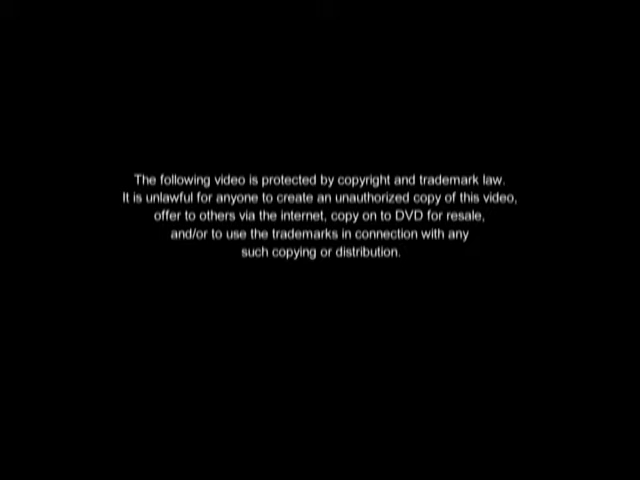 The following video is protected by copyright and trademark law.
It is unlawful for anyone to create an unauthorized copy of this video,
offer to others via the internet, copy on to DVD for resale,
and/or to use the trademarks in connection with any
such copying or distribution.